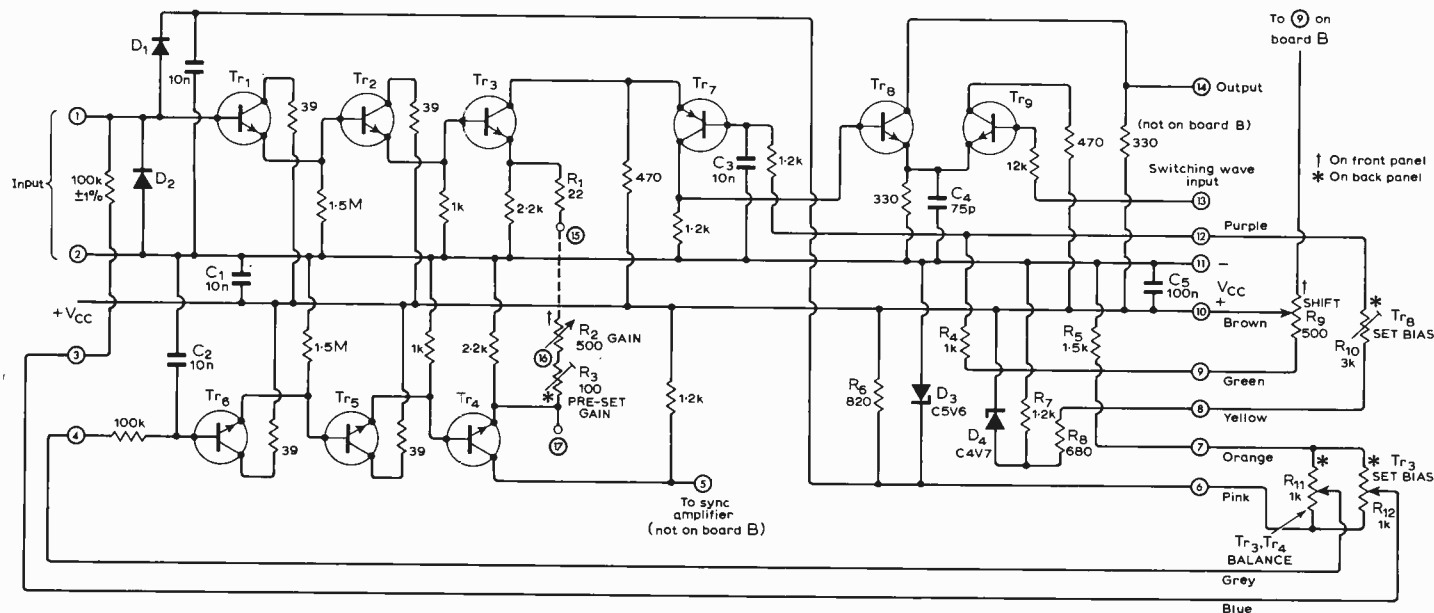 To ⑨ on
board B
D1
10n
Tr1
39
Tr2
39
Tr3
Tr7
Tr8
Tr9
⑭ Output
(not on board B)
330
† On front panel
* On back panel
①
Input
100k
±1%
D2
1·5M
1k
2·2k
R1
22
⑮
470
C3
10n
1·2k
1·2k
330
C4
75p
12k
470
Switching wave
input
⑬
⑫
Purple
②
C1
10n
⑪ −
+VCC
C5
100n
VCC
+
⑩
Brown
†
SHIFT
R9
500
*
Tr8
SET BIAS
R10
3k
③
C2
10n
1·5M
1k
2·2k
†
R2
500 GAIN
⑯
R3
100
*
PRE-SET
GAIN
⑰
1·2k
R6
820
D3
C5V6
R4
1k
D4
C4V7
R7
1·2k
R8
680
R5
1·5k
⑨
Green
⑧
Yellow
④
100k
Tr6
39
Tr5
39
Tr4
⑤
To sync
amplifier
(not on board B)
⑦
Orange
⑥
Pink
*
R11
1k
*
Tr3
SET BIAS
R12
1k
Tr3,Tr4
BALANCE
Grey
Blue